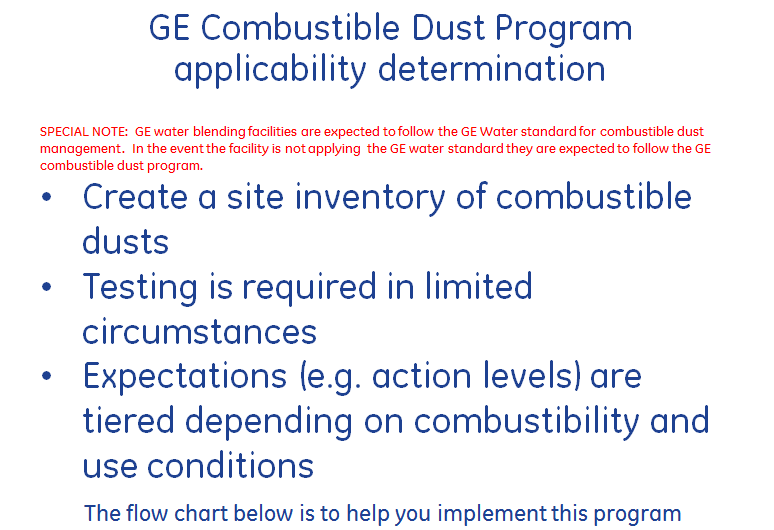 GE Combustible Dust Program
applicability determination
SPECIAL NOTE: GE water blending facilities are expected to follow the GE Water standard for combustible dust
management. In the event the facility is not applying the GE water standard they are expected to follow the GE
combustible dust program.
• Create a site inventory of combustible
dusts
• Testing is required in limited
circumstances
• Expectations (e.g. action levels) are
tiered depending on combustibility and
use conditions
The flow chart below is to help you implement this program